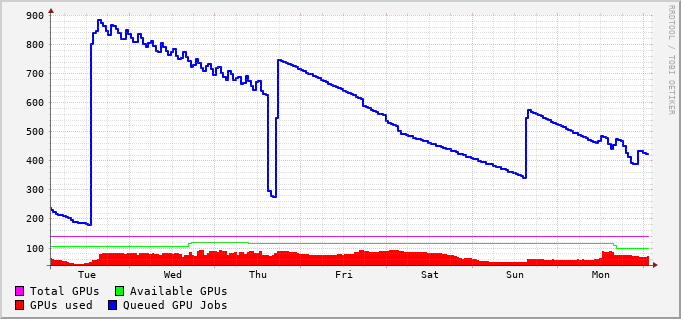 900
800
700
600
500
400
300
200
100
Tue Wed Thu Fri Sat Sun Mon
Total GPUs Available GPUs
GPUs used Queued GPU Jobs
RRDTOOL / TOBI OETIKER